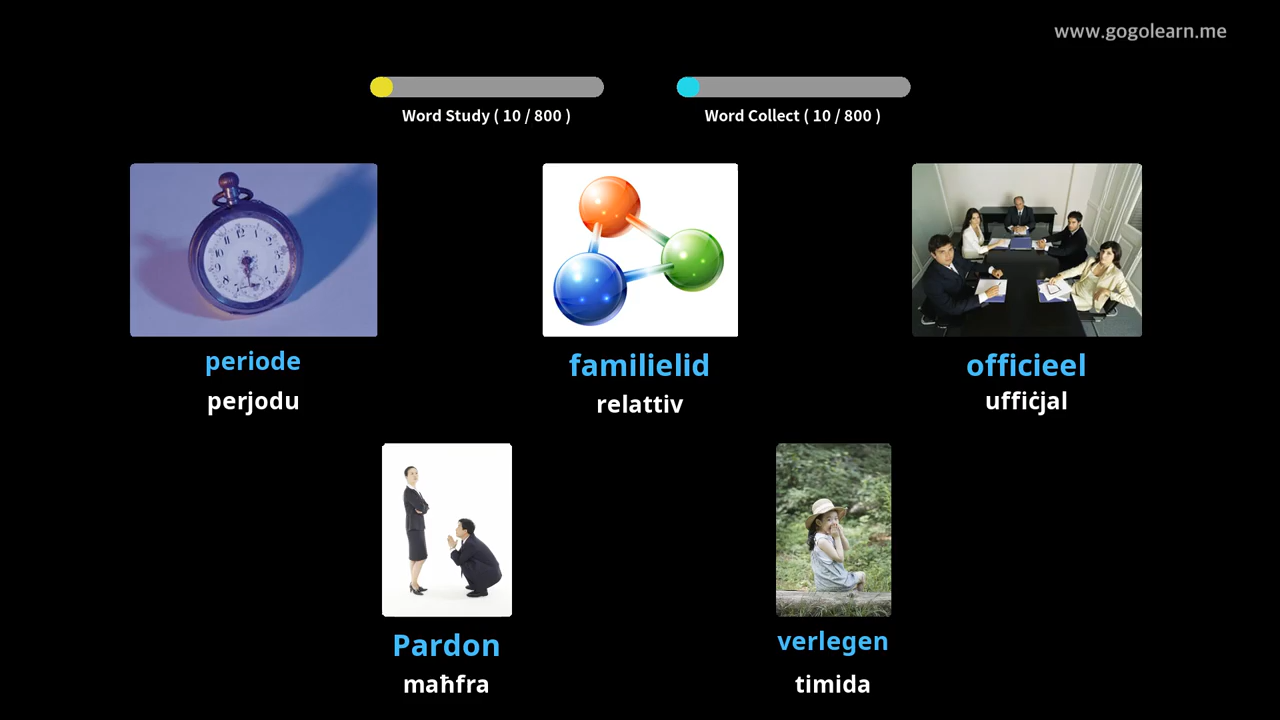 www.gogolearn.me
Word Study ( 10 / 800 )
Word Collect ( 10 / 800 )
periode
perjodu
familielid
relattiv
officieel
uffiċjal
Pardon
maħfra
verlegen
timida